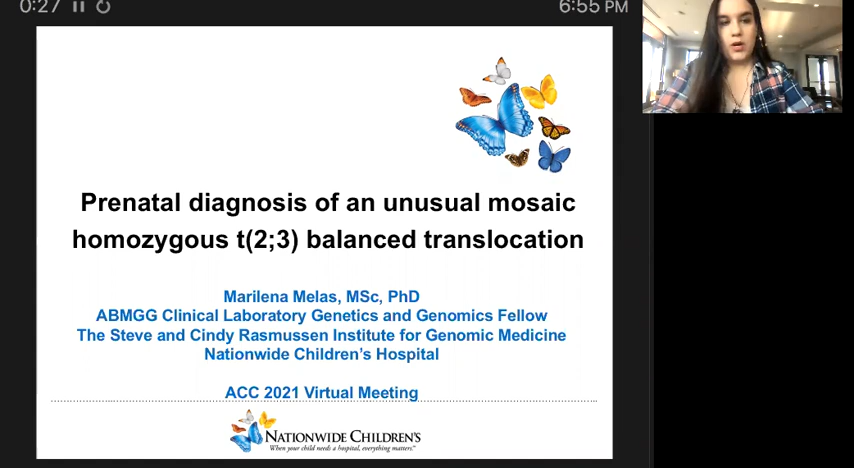 0:27
6:55 PM
Prenatal diagnosis of an unusual mosaic
homozygous t(2;3) balanced translocation
Marilena Melas, MSc, PhD
ABMGG Clinical Laboratory Genetics and Genomics Fellow
The Steve and Cindy Rasmussen Institute for Genomic Medicine
Nationwide Children's Hospital
ACC 2021 Virtual Meeting
NATIONWIDE CHILDREN'S
When your child needs a hospital, everything matters.™